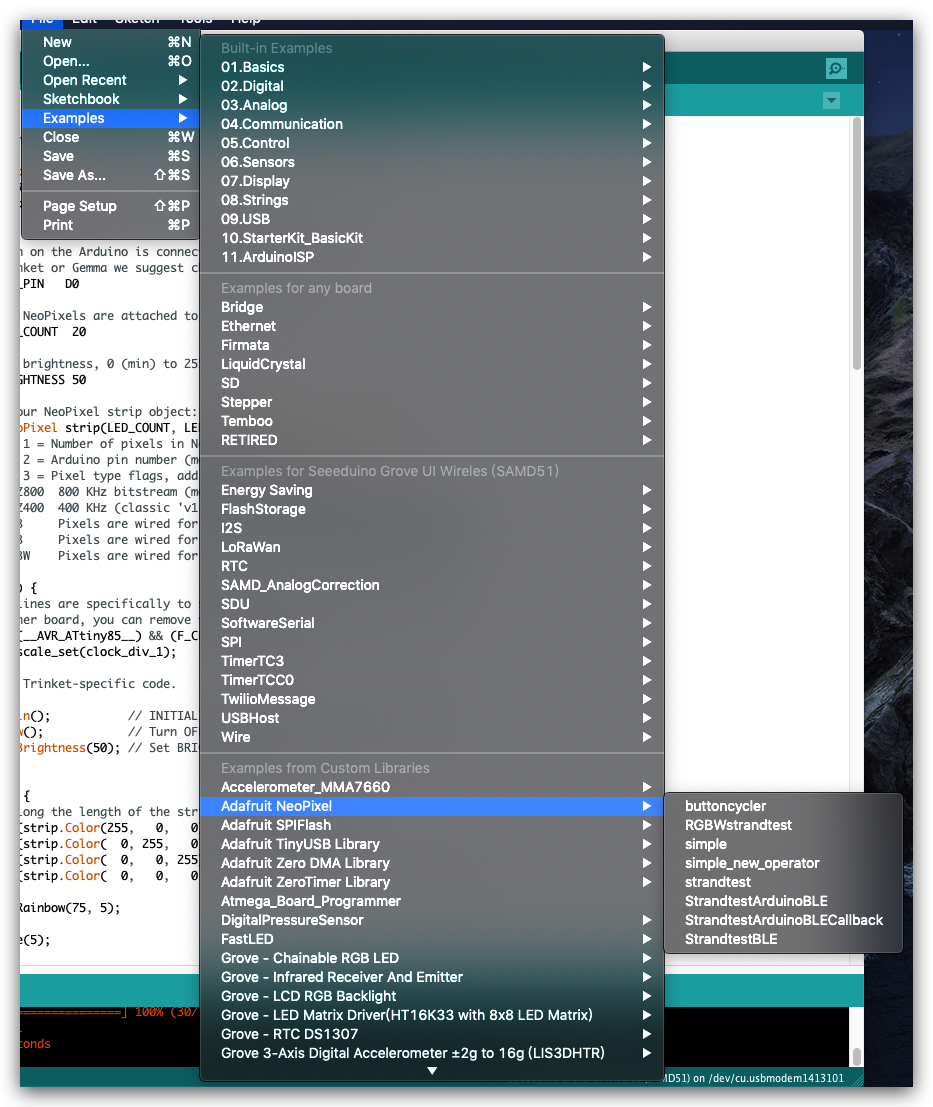 File Edit Sketch Tools Help
New ⌘N
Open... ⌘O
Open Recent ▶
Sketchbook ▶
Examples ▶
Close ⌘W
Save ⌘S
Save As... ⇧⌘S
Page Setup ⇧⌘P
Print ⌘P
Built-in Examples
01.Basics
02.Digital
03.Analog
04.Communication
05.Control
06.Sensors
07.Display
08.Strings
09.USB
10.StarterKit_BasicKit
11.ArduinoISP
Examples for any board
Bridge
Ethernet
Firmata
LiquidCrystal
SD
Stepper
Temboo
RETIRED
Examples for Seeeduino Grove UI Wireles (SAMD51)
Energy Saving
FlashStorage
I2S
LoRaWan
RTC
SAMD_AnalogCorrection
SDU
SoftwareSerial
SPI
TimerTC3
TimerTCC0
TwilioMessage
USBHost
Wire
Examples from Custom Libraries
Accelerometer_MMA7660
Adafruit NeoPixel
Adafruit SPIFlash
Adafruit TinyUSB Library
Adafruit Zero DMA Library
Adafruit ZeroTimer Library
Atmega_Board_Programmer
DigitalPressureSensor
FastLED
Grove - Chainable RGB LED
Grove - Infrared Receiver And Emitter
Grove - LCD RGB Backlight
Grove - LED Matrix Driver(HT16K33 with 8x8 LED Matrix)
Grove - RTC DS1307
Grove 3-Axis Digital Accelerometer ±2g to 16g (LIS3DHTR)
buttoncycler
RGBWstrandtest
simple
simple_new_operator
strandtest
StrandtestArduinoBLE
StrandtestArduinoBLECallback
StrandtestBLE
on the Arduino is connec
nket or Gemma we suggest c
_PIN D0
NeoPixels are attached to
_COUNT 20
brightness, 0 (min) to 255
GHTNESS 50
our NeoPixel strip object:
oPixel strip(LED_COUNT, LE
1 = Number of pixels in N
2 = Arduino pin number (m
3 = Pixel type flags, add
Z800 800 KHz bitstream (m
Z400 400 KHz (classic 'v1
Pixels are wired for
Pixels are wired for
BW Pixels are wired for
) {
lines are specifically to
her board, you can remove
(__AVR_ATtiny85__) && (F_C
scale_set(clock_div_1);
Trinket-specific code.
in(); // INITIAL
w(); // Turn OF
Brightness(50); // Set BRI
{
long the length of the str
(strip.Color(255, 0, 0
(strip.Color( 0, 255, 0
(strip.Color( 0, 0, 255
(strip.Color( 0, 0, 0
Rainbow(75, 5);
e(5);
==============] 100% (30/
onds
MD51) on /dev/cu.usbmodem1413101